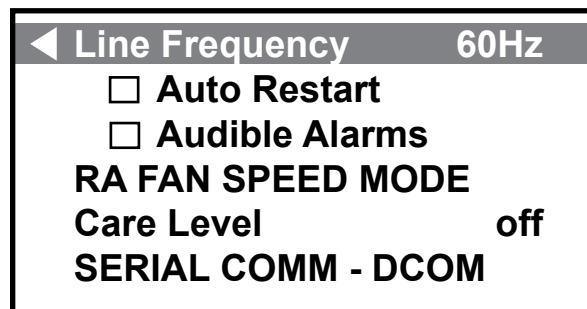 Line Frequency 60Hz
Auto Restart
Audible Alarms
RA FAN SPEED MODE
Care Level off
SERIAL COMM - DCOM